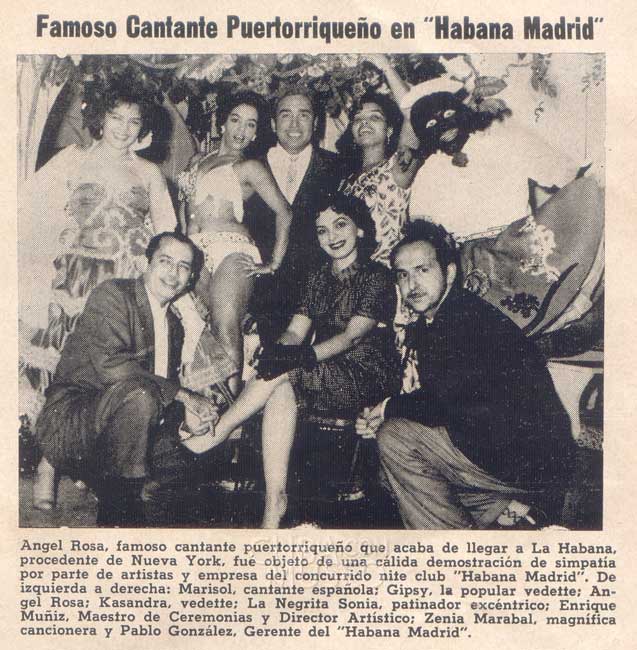 Famoso Cantante Puertorriqueño en "Habana Madrid"
Angel Rosa, famoso cantante puertorriqueño que acaba de llegar a La Habana,
procedente de Nueva York, fué objeto de una cálida demostración de simpatía
por parte de artistas y empresa del concurrido nite club "Habana Madrid". De
izquierda a derecha: Marisol, cantante española; Gipsy, la popular vedette; An-
gel Rosa; Kasandra, vedette; La Negrita Sonia, patinador excéntrico; Enrique
Muñiz, Maestro de Ceremonias y Director Artístico; Zenia Marabal, magnífica
cancionera y Pablo González, Gerente del "Habana Madrid".